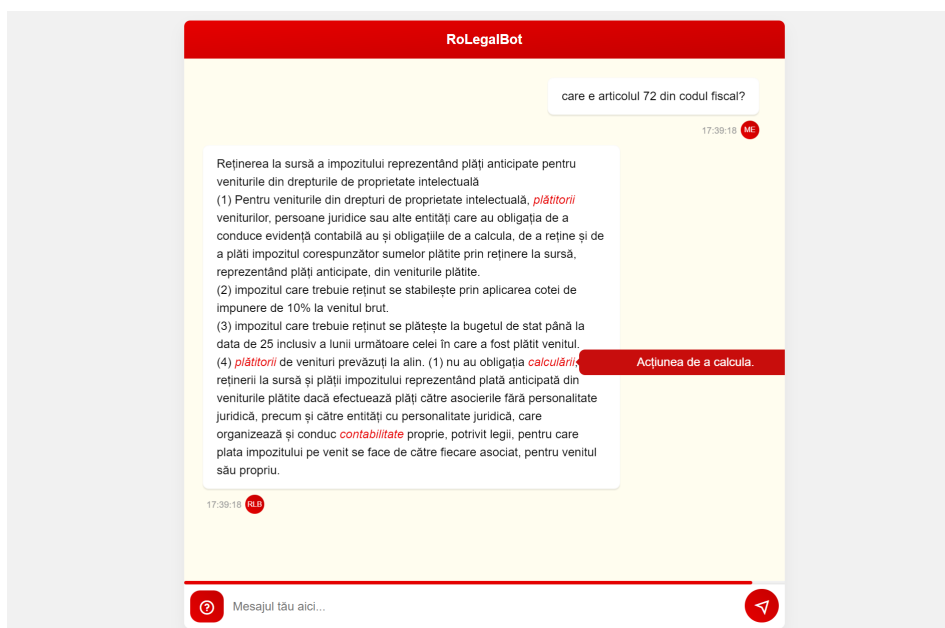 RoLegalBot
care e articolul 72 din codul fiscal?
17:39:18 ME
Reținerea la sursă a impozitului reprezentând plăți anticipate pentru
veniturile din drepturile de proprietate intelectuală
(1) Pentru veniturile din drepturi de proprietate intelectuală, plătitorii
veniturilor, persoane juridice sau alte entități care au obligația de a
conduce evidență contabilă au și obligațiile de a calcula, de a reține și de
a plăti impozitul corespunzător sumelor plătite prin reținere la sursă,
reprezentând plăți anticipate, din veniturile plătite.
(2) impozitul care trebuie reținut se stabilește prin aplicarea cotei de
impunere de 10% la venitul brut.
(3) impozitul care trebuie reținut se plătește la bugetul de stat până la
data de 25 inclusiv a lunii următoare celei în care a fost plătit venitul.
(4) plătitorii de venituri prevăzuți la alin. (1) nu au obligația calculării,
Acțiunea de a calcula.
reținerii la sursă și plății impozitului reprezentând plată anticipată din
veniturile plătite dacă efectuează plăți către asocierile fără personalitate
juridică, precum și către entități cu personalitate juridică, care
organizează și conduc contabilitate proprie, potrivit legii, pentru care
plata impozitului pe venit se face de către fiecare asociat, pentru venitul
său propriu.
17:39:18 RLB
Mesajul tău aici...